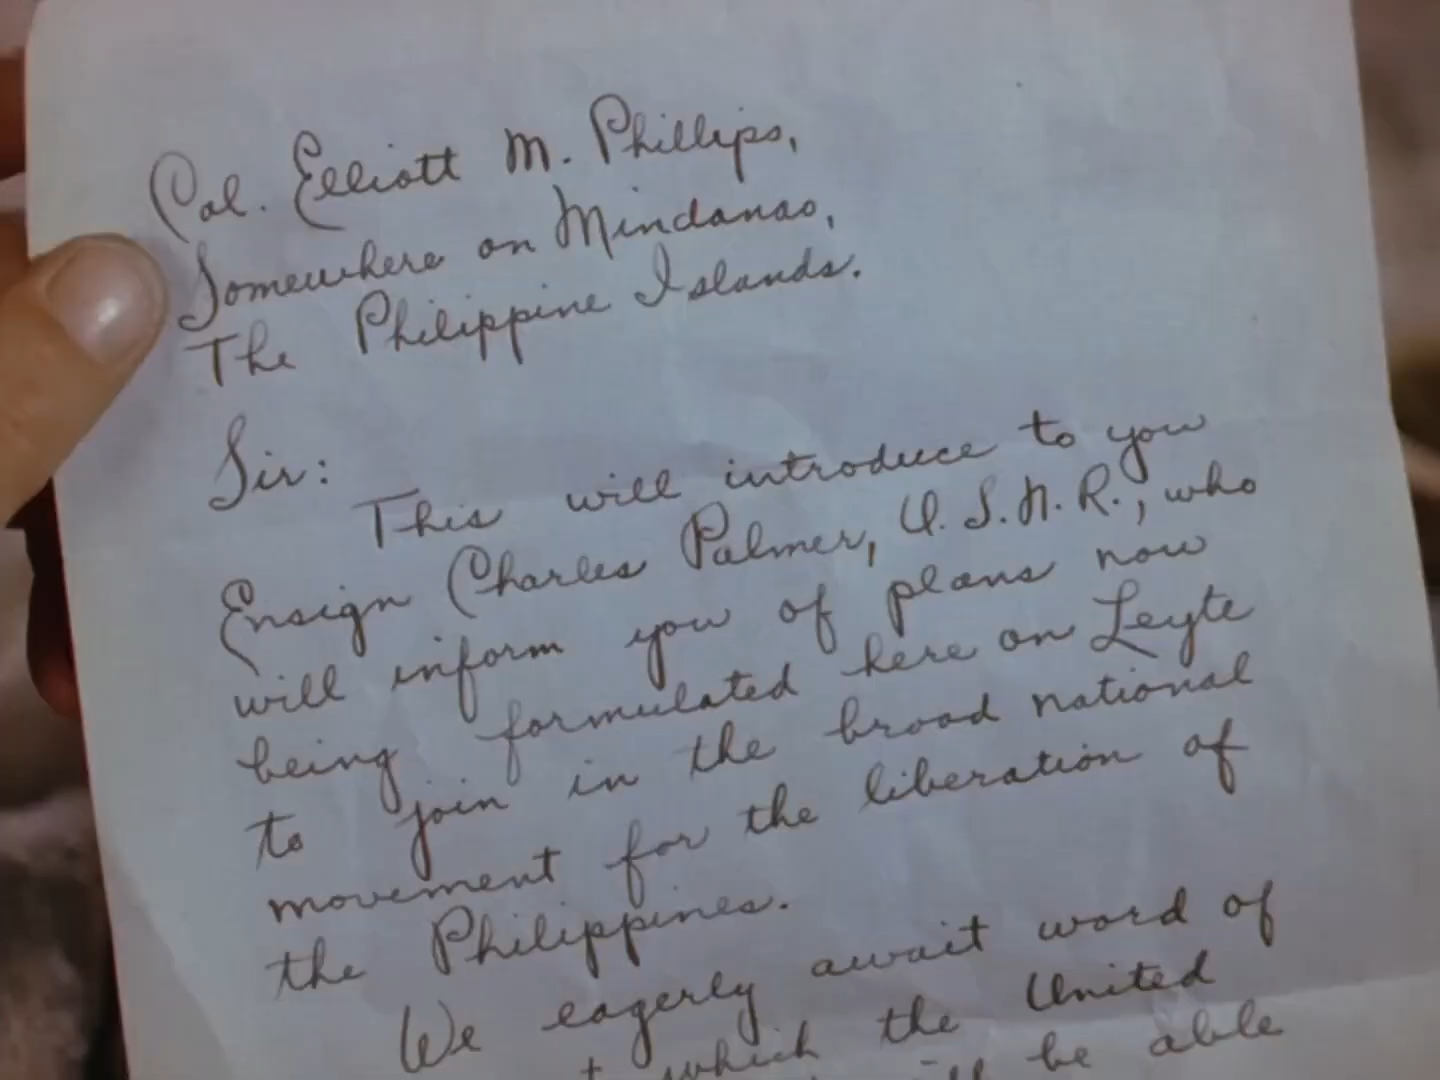 Col. Elliott M. Phillips,
Somewhere on Mindanao,
The Philippine Islands.
Sir:
This will introduce to you
Ensign Charles Palmer, U.S.N.R., who
will inform you of plans now
being formulated here on Leyte
to join in the broad national
movement for the liberation of
the Philippines.
We eagerly await word of
which the United
be able